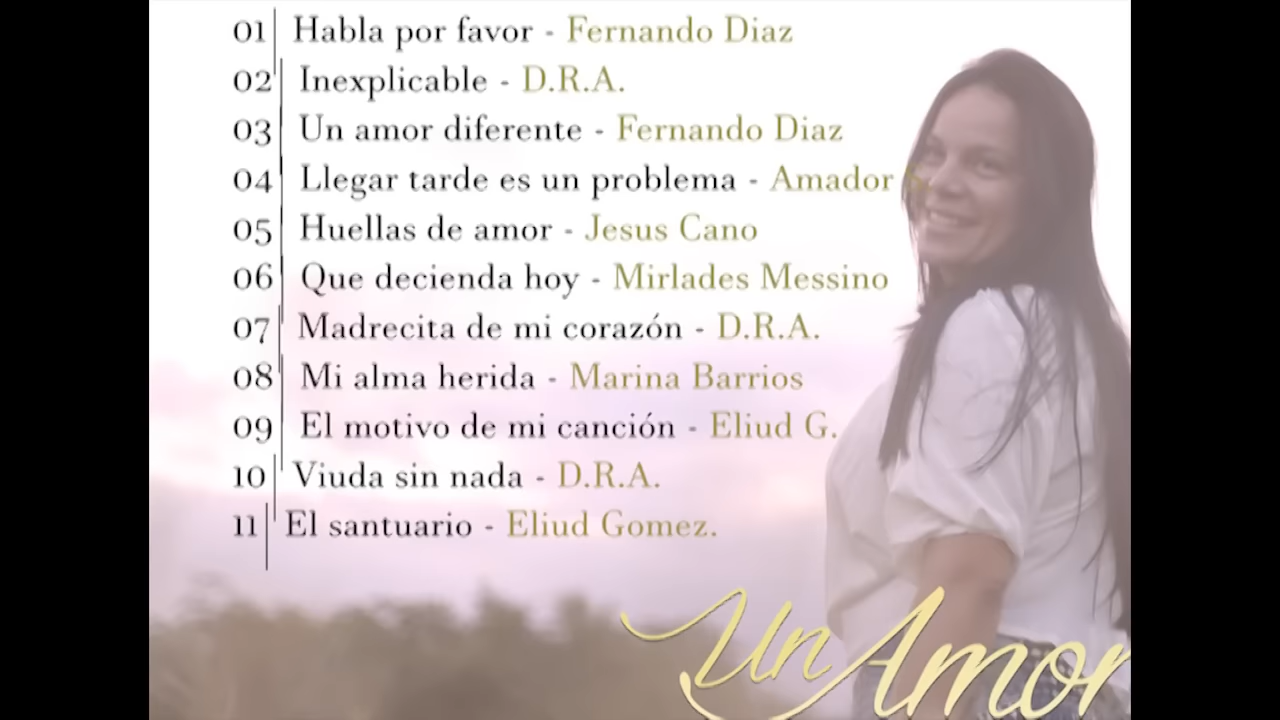 01 Habla por favor - Fernando Diaz
02 Inexplicable - D.R.A.
03 Un amor diferente - Fernando Diaz
04 Llegar tarde es un problema - Amador
05 Huellas de amor - Jesus Cano
06 Que decienda hoy - Mirlades Messino
07 Madrecita de mi corazón - D.R.A.
08 Mi alma herida - Marina Barrios
09 El motivo de mi canción - Eliud G.
10 Viuda sin nada - D.R.A.
11 El santuario - Eliud Gomez.
Un Amor